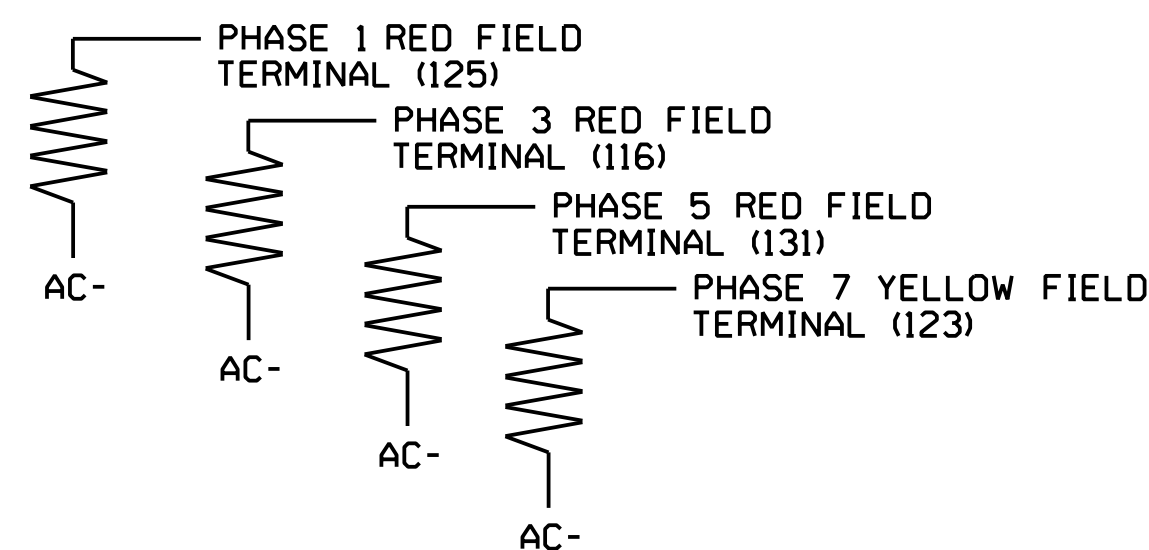 PHASE 1 RED FIELD
TERMINAL (125)
PHASE 3 RED FIELD
TERMINAL (116)
PHASE 5 RED FIELD
TERMINAL (131)
AC-
PHASE 7 YELLOW FIELD
TERMINAL (123)
AC-
AC-
AC-